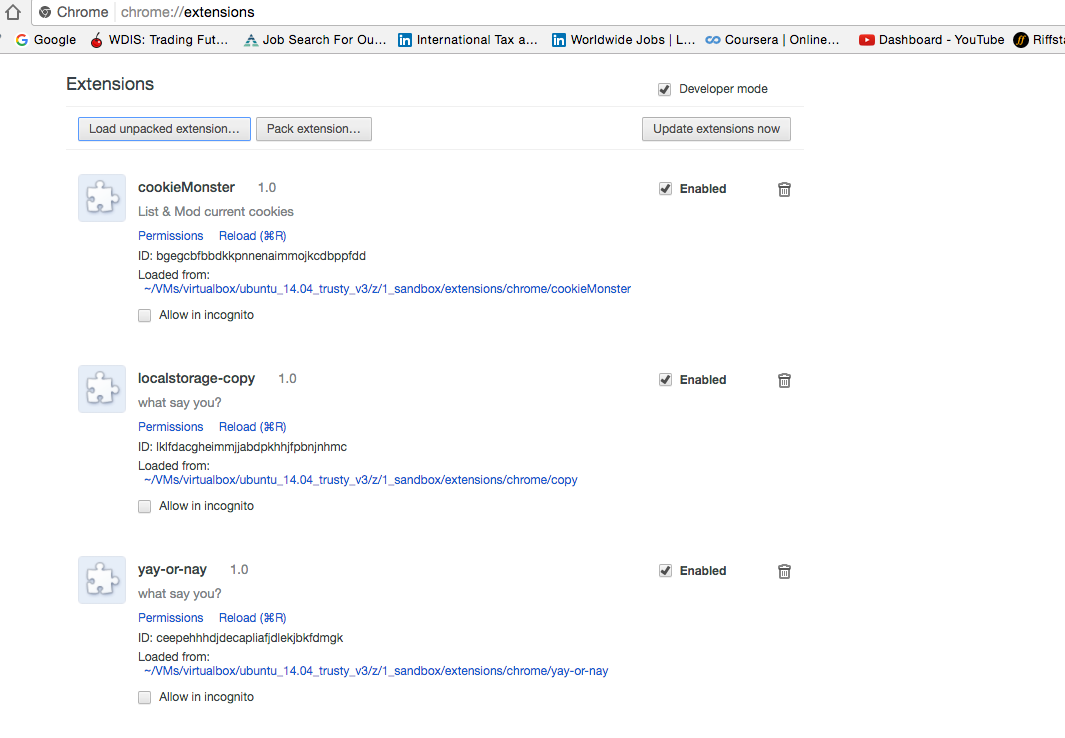 Chrome chrome://extensions
Google WDIS: Trading Fut... Job Search For Ou... International Tax a... Worldwide Jobs | L... Coursera | Online... Dashboard - YouTube Riffsta
Extensions
Developer mode
Load unpacked extension... Pack extension... Update extensions now
cookieMonster 1.0 Enabled
List & Mod current cookies
Permissions Reload (⌘R)
ID: bgegcbfbbdkkpnnenaimmojkcdbppfdd
Loaded from:
~/VMs/virtualbox/ubuntu_14.04_trusty_v3/z/1_sandbox/extensions/chrome/cookieMonster
Allow in incognito
localstorage-copy 1.0 Enabled
what say you?
Permissions Reload (⌘R)
ID: lklfdacgheimmjjabdpkhhjfpbnjnhmc
Loaded from:
~/VMs/virtualbox/ubuntu_14.04_trusty_v3/z/1_sandbox/extensions/chrome/copy
Allow in incognito
yay-or-nay 1.0 Enabled
what say you?
Permissions Reload (⌘R)
ID: ceepehhhdjdecapliafjdlekjbkfdmgk
Loaded from:
~/VMs/virtualbox/ubuntu_14.04_trusty_v3/z/1_sandbox/extensions/chrome/yay-or-nay
Allow in incognito